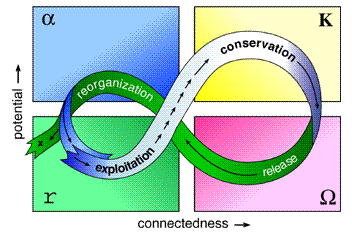 α
K
reorganization
conservation
potential
exploitation
release
r
Ω
connectedness
x